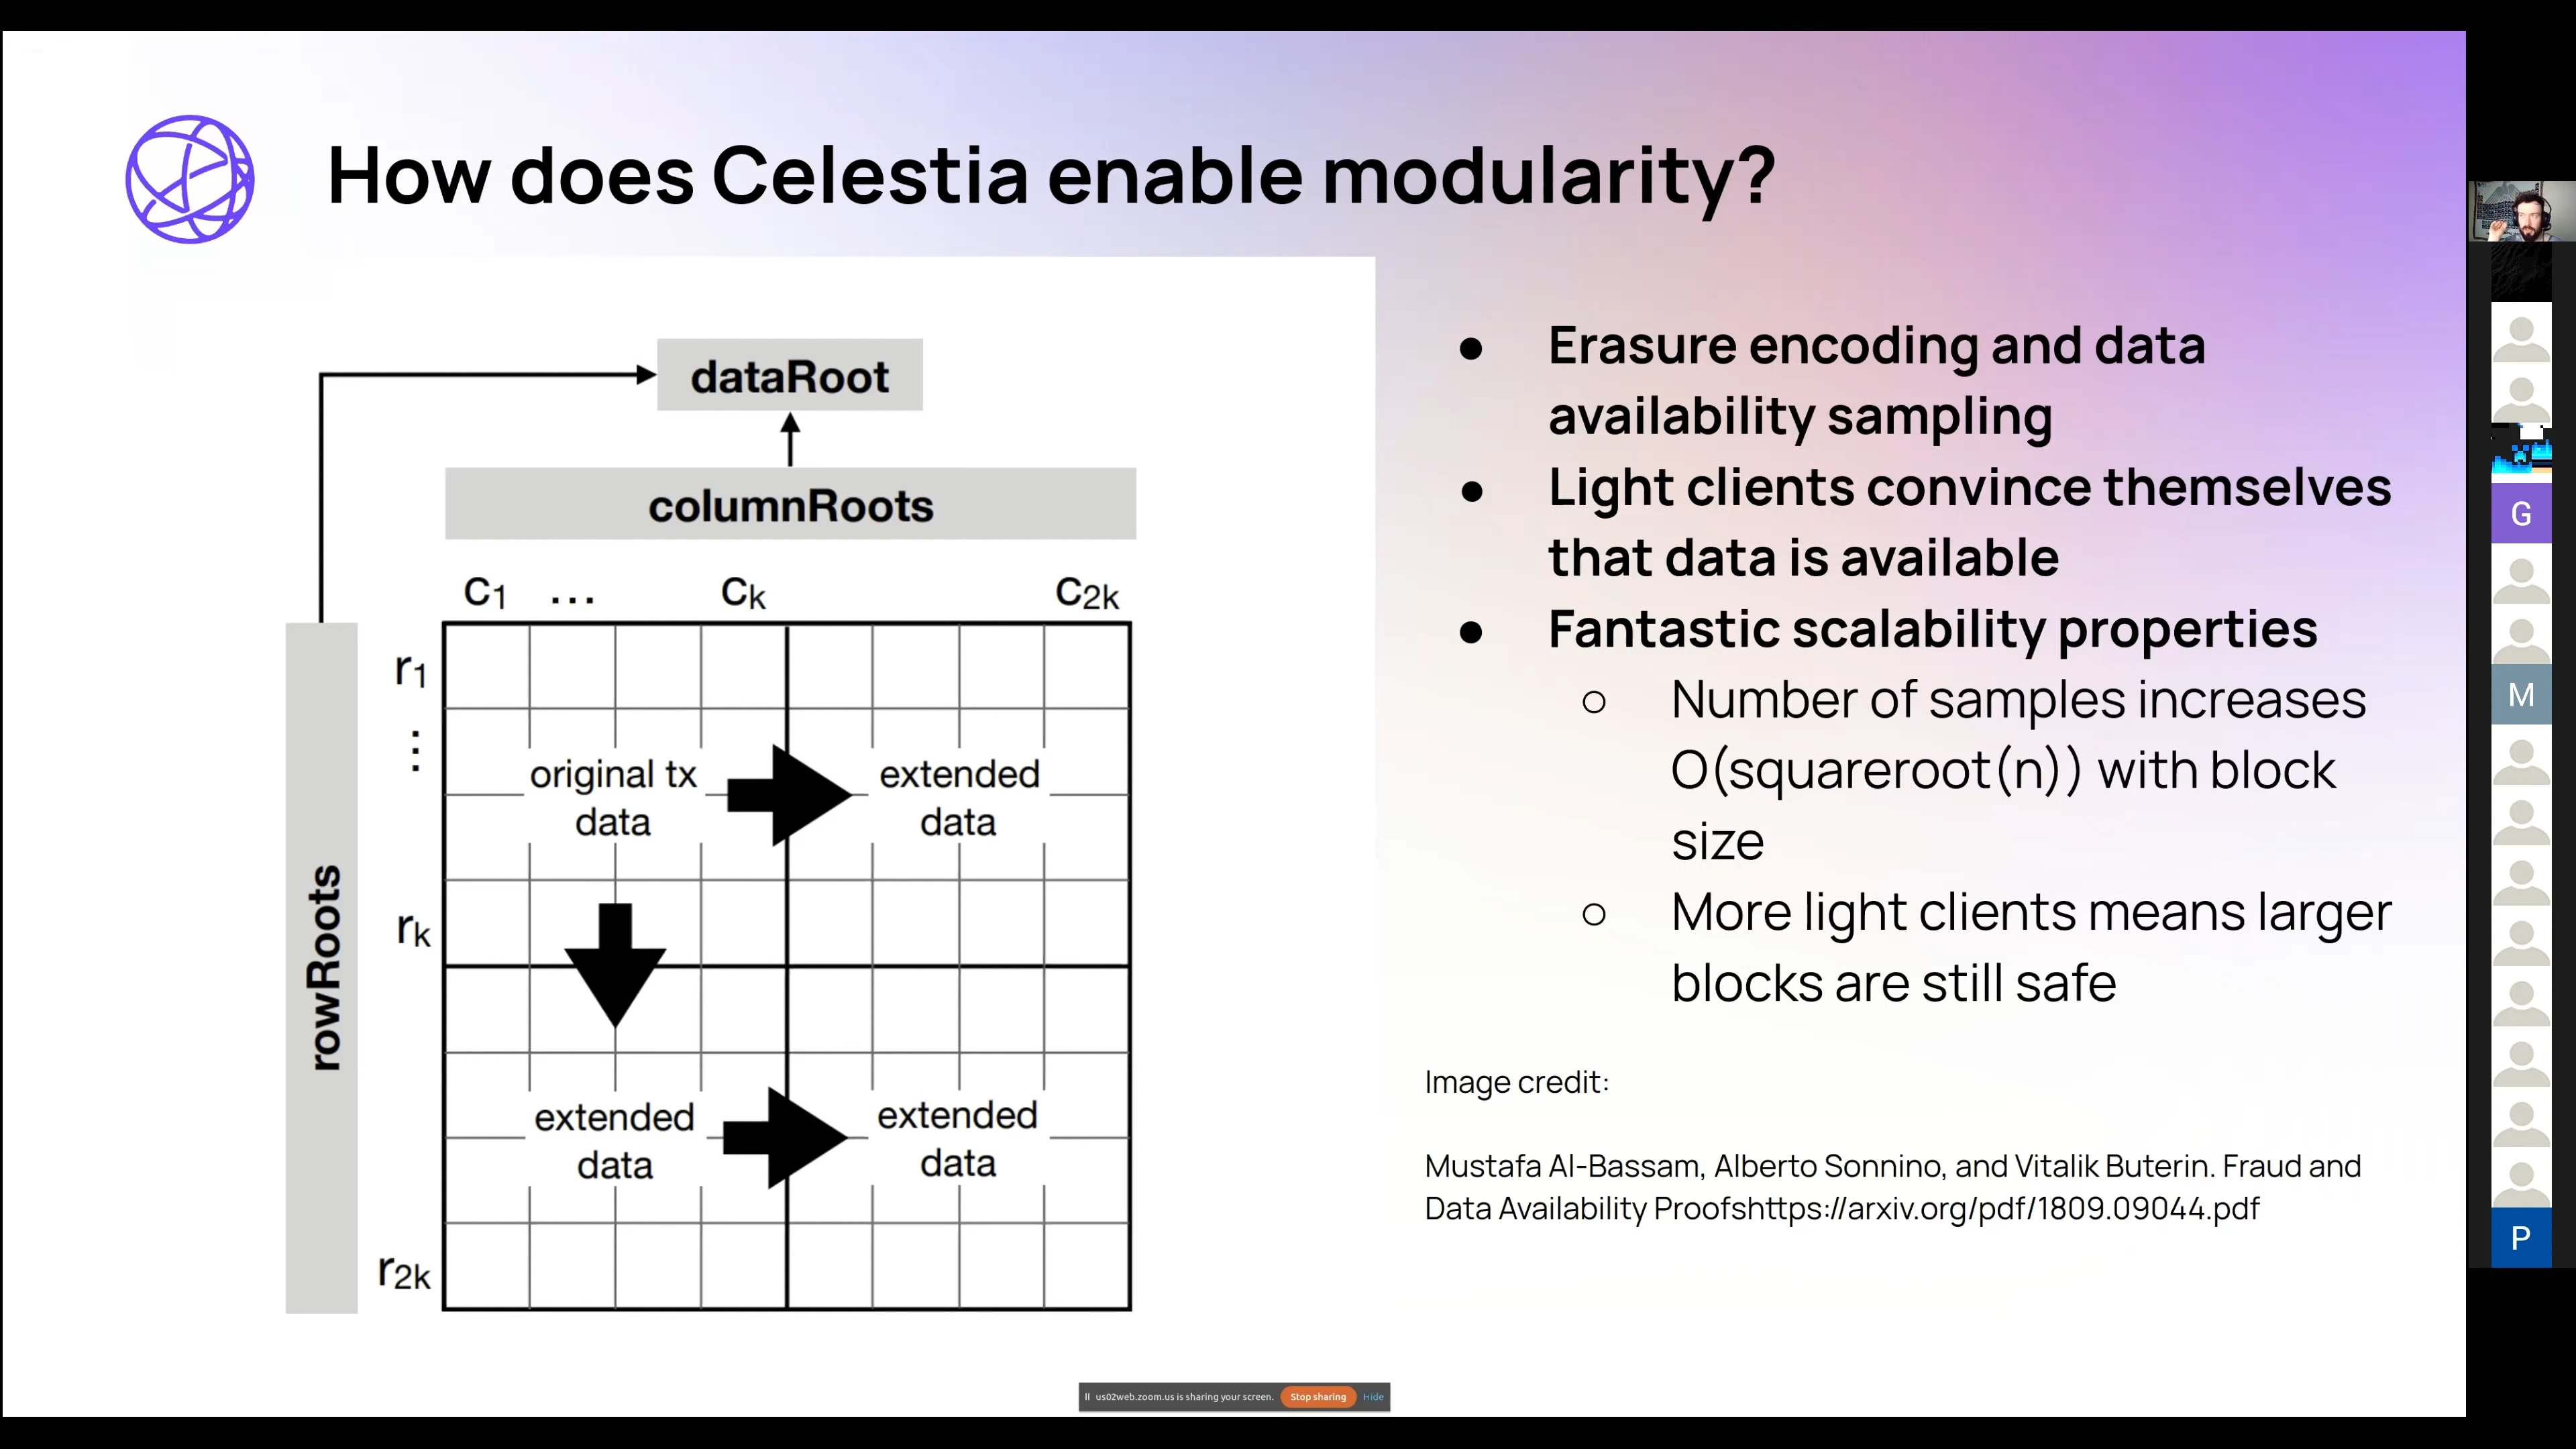 How does Celestia enable modularity?
dataRoot
columnRoots
c1 ... ck c2k
r1
⋮
rk
r2k
rowRoots
original tx
data
extended
data
extended
data
extended
data
● Erasure encoding and data
availability sampling
● Light clients convince themselves
that data is available
● Fantastic scalability properties
○ Number of samples increases
O(squareroot(n)) with block
size
○ More light clients means larger
blocks are still safe
Image credit:
Mustafa Al-Bassam, Alberto Sonnino, and Vitalik Buterin. Fraud and
Data Availability Proofshttps://arxiv.org/pdf/1809.09044.pdf
G
M
P
us02web.zoom.us is sharing your screen. Stop sharing Hide